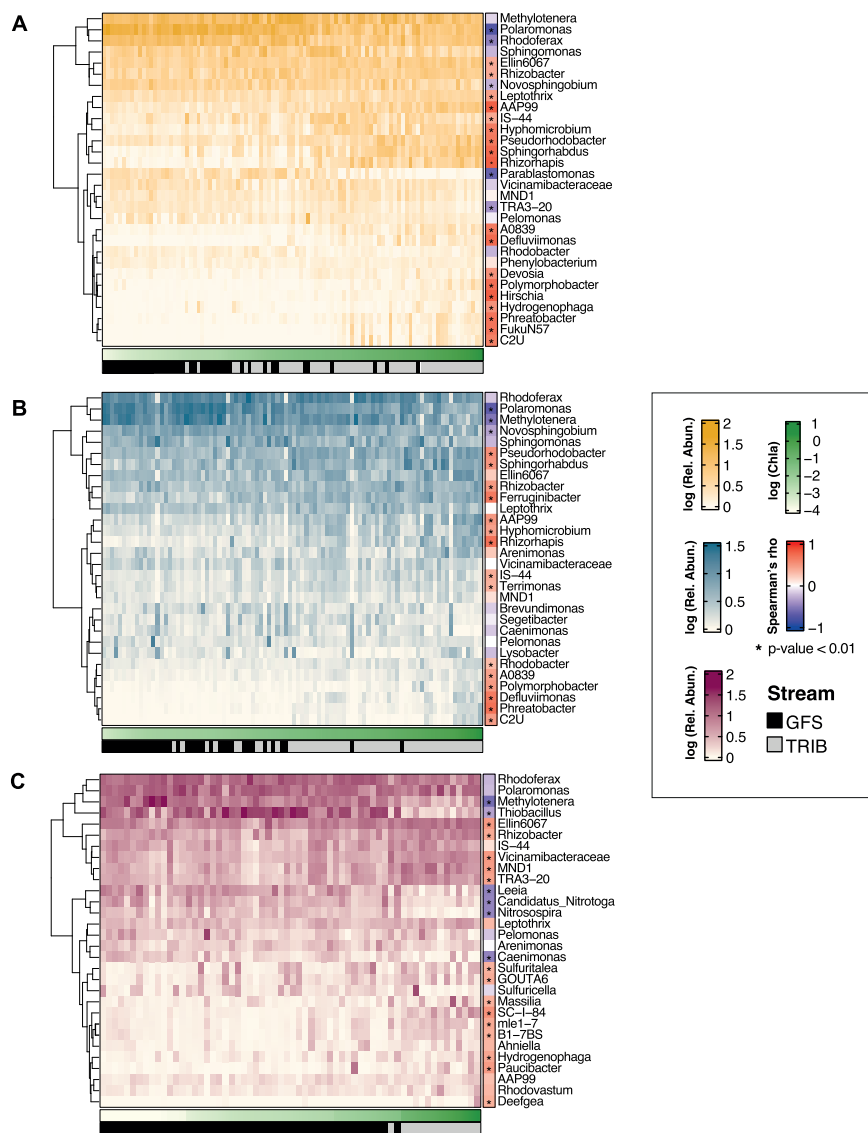 A
Methylotenera
* Polaromonas
* Rhodoferax
Sphingomonas
* Ellin6067
* Rhizobacter
* Novosphingobium
* Leptothrix
* AAP99
* IS-44
* Hyphomicrobium
* Pseudorhodobacter
* Sphingorhabdus
* Rhizorhapis
* Parablastomonas
Vicinamibacteraceae
MND1
* TRA3-20
Pelomonas
* A0839
* Defluviimonas
Rhodobacter
Phenylobacterium
* Devosia
* Polymorphobacter
* Hirschia
* Hydrogenophaga
* Phreatobacter
* FukuN57
* C2U
B
Rhodoferax
* Polaromonas
* Methylotenera
* Novosphingobium
Sphingomonas
* Pseudorhodobacter
* Sphingorhabdus
Ellin6067
* Rhizobacter
* Ferruginibacter
Leptothrix
* AAP99
* Hyphomicrobium
* Rhizorhapis
Arenimonas
Vicinamibacteraceae
* IS-44
* Terrimonas
MND1
Brevundimonas
Segetibacter
Caenimonas
Pelomonas
Lysobacter
* Rhodobacter
* A0839
* Polymorphobacter
* Defluviimonas
* Phreatobacter
* C2U
C
Rhodoferax
Polaromonas
* Methylotenera
* Thiobacillus
* Ellin6067
* Rhizobacter
IS-44
* Vicinamibacteraceae
* MND1
* TRA3-20
* Leeia
* Candidatus_Nitrotoga
* Nitrosospira
Leptothrix
Pelomonas
Arenimonas
* Caenimonas
* Sulfuritalea
* GOUTA6
Sulfuricella
* Massilia
* SC-I-84
* mle1-7
* B1-7BS
Ahniella
* Hydrogenophaga
* Paucibacter
AAP99
Rhodovastum
* Deefgea
log (Rel. Abun.)
2
1.5
1
0.5
0
log (Chla)
1
0
-1
-2
-3
-4
log (Rel. Abun.)
1.5
1
0.5
0
Spearman's rho
1
0
-1
* p-value < 0.01
log (Rel. Abun.)
2
1.5
1
0.5
0
Stream
GFS
TRIB